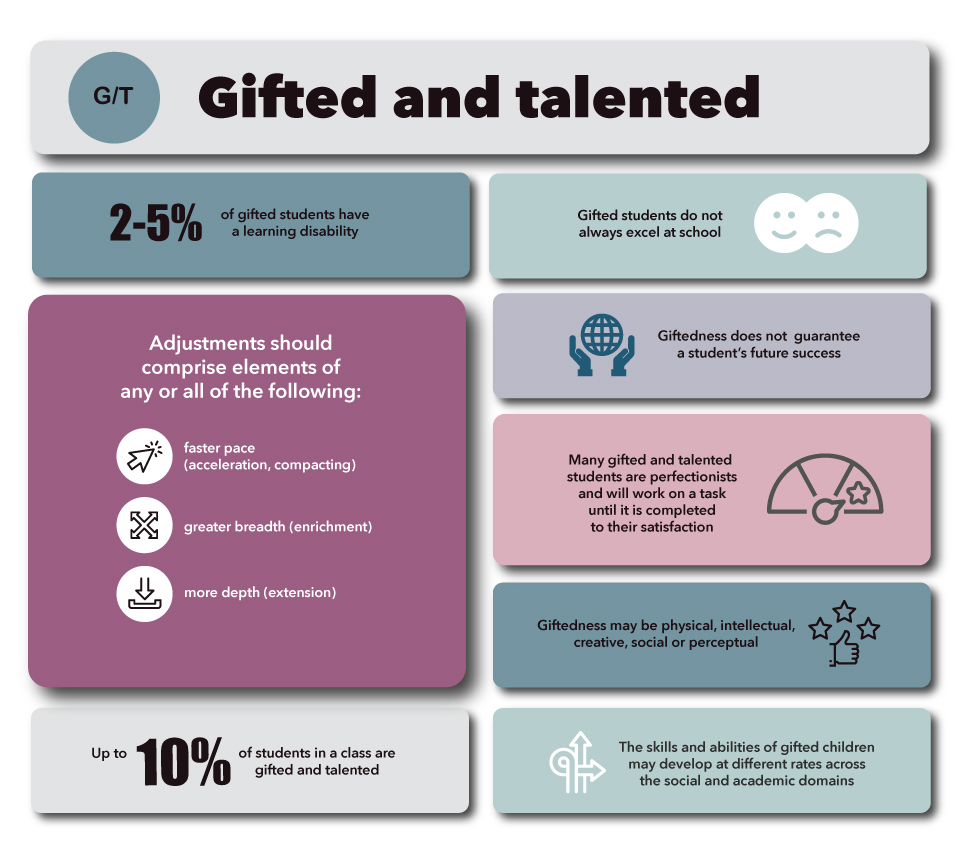 G/T
Gifted and talented
2-5%
of gifted students have
a learning disability
Gifted students do not
always excel at school
Adjustments should
comprise elements of
any or all of the following:
faster pace
(acceleration, compacting)
greater breadth (enrichment)
more depth (extension)
Giftedness does not guarantee
a student's future success
Many gifted and talented
students are perfectionists
and will work on a task
until it is completed
to their satisfaction
Giftedness may be physical, intellectual,
creative, social or perceptual
Up to 10% of students in a class are
gifted and talented
The skills and abilities of gifted children
may develop at different rates across
the social and academic domains